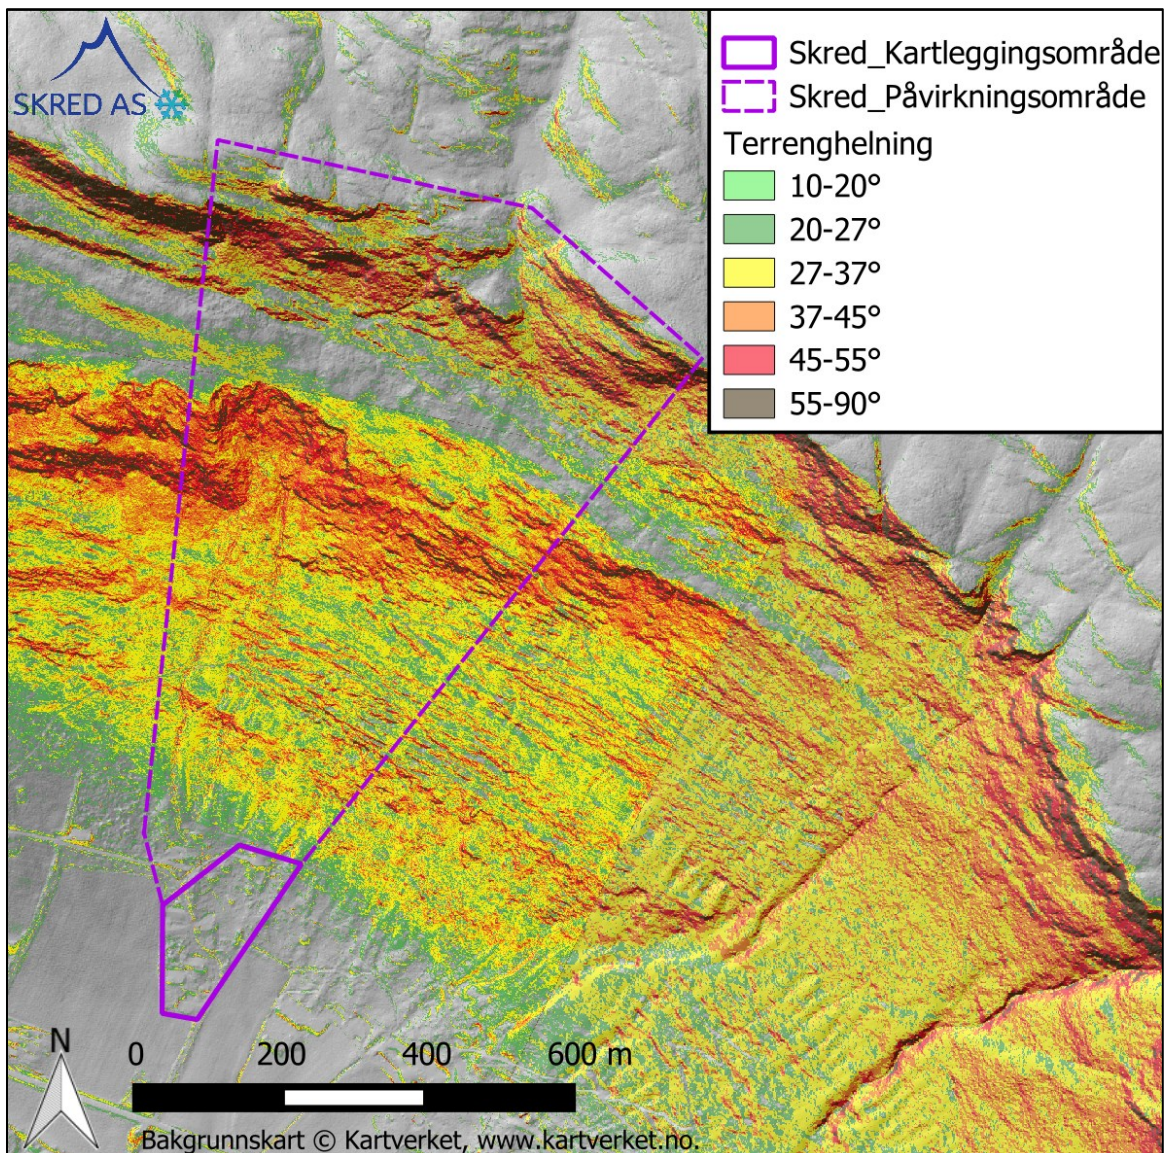 SKRED AS
Skred_Kartleggingsområde
Skred_Påvirkningsområde
Terrenghelning
10-20°
20-27°
27-37°
37-45°
45-55°
55-90°
N
0 200 400 600 m
Bakgrunnskart © Kartverket, www.kartverket.no.